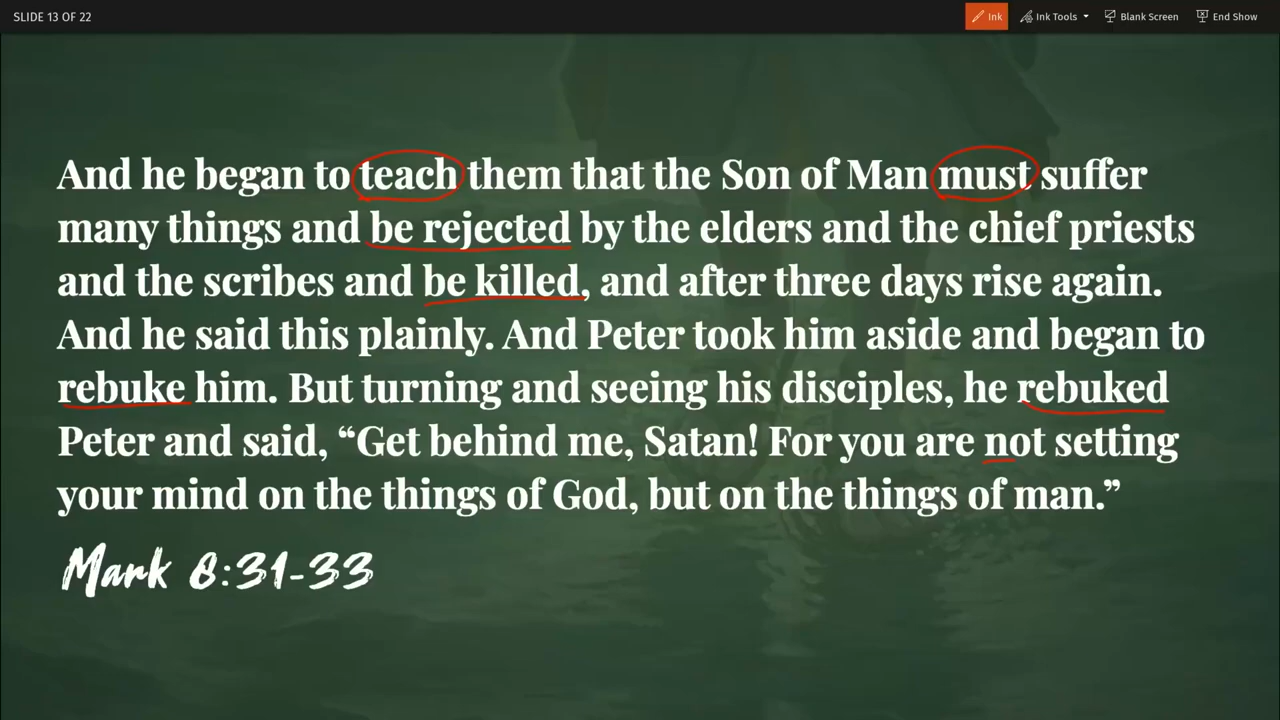 SLIDE 13 OF 22
Ink
Ink Tools
Blank Screen
End Show
And he began to teach them that the Son of Man must suffer
many things and be rejected by the elders and the chief priests
and the scribes and be killed, and after three days rise again.
And he said this plainly. And Peter took him aside and began to
rebuke him. But turning and seeing his disciples, he rebuked
Peter and said, “Get behind me, Satan! For you are not setting
your mind on the things of God, but on the things of man.”
Mark 8:31-33